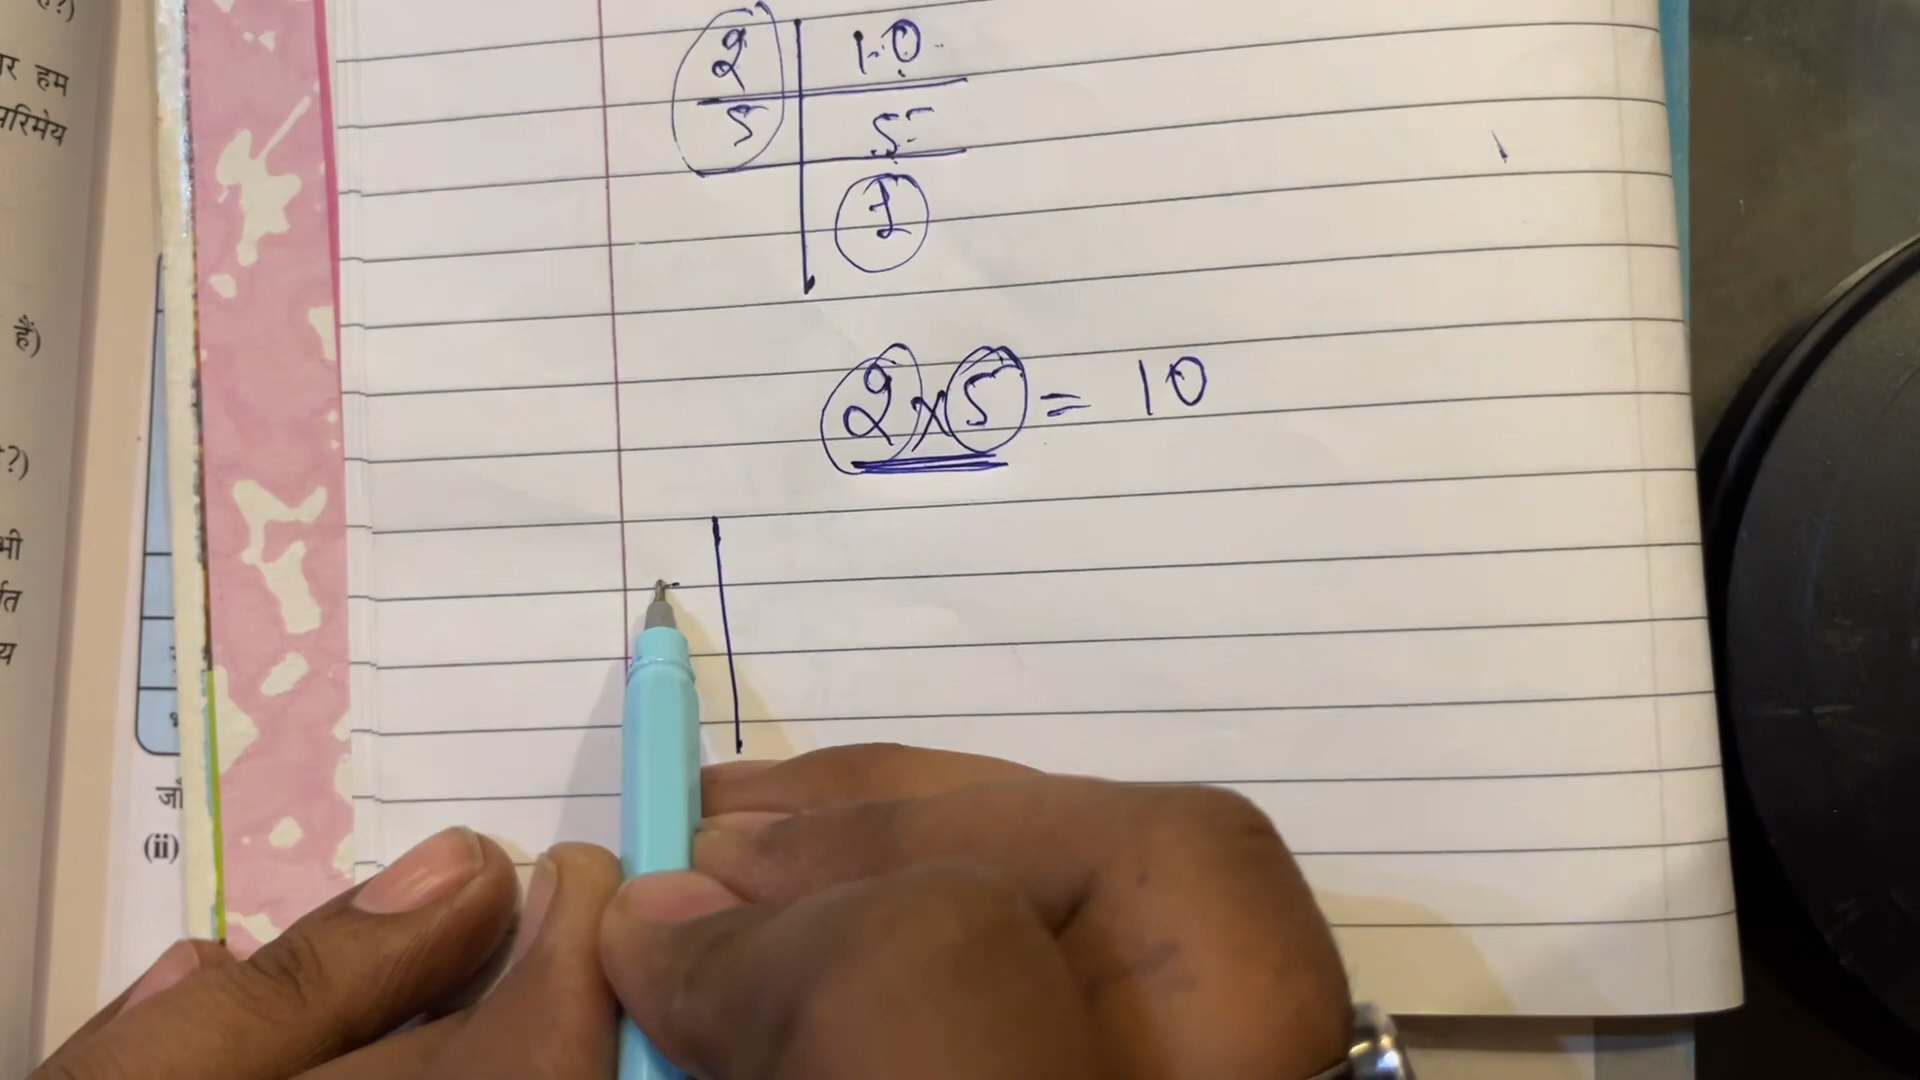 2 | 10
5 | 5
1
2 × 5 = 10
?)
र हम
परिमेय
हैं)
?)
भी
य
जो
(ii)